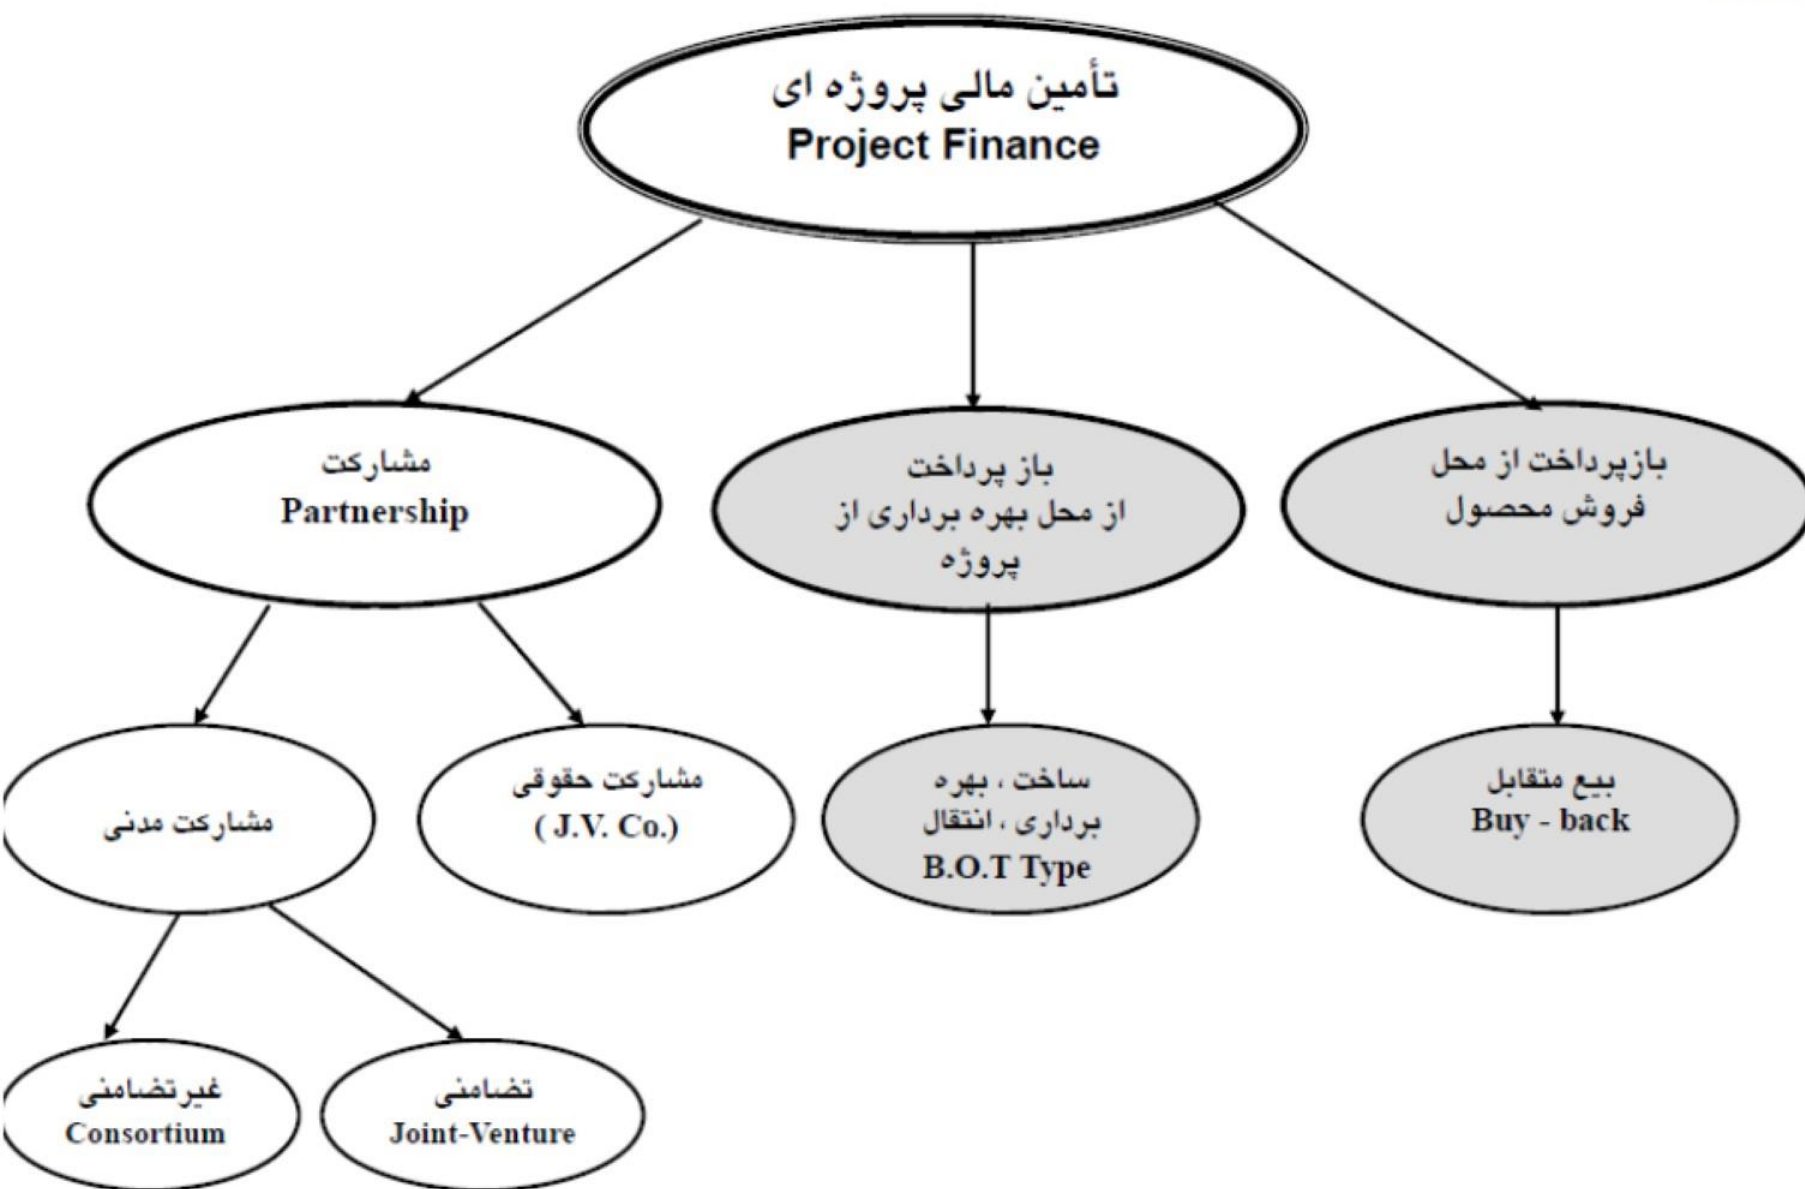 تأمین مالی پروژه ای
Project Finance
بازپرداخت از محل
فروش محصول
باز پرداخت
از محل بهره برداری از
پروژه
مشارکت
Partnership
بیع متقابل
Buy - back
ساخت ، بهره
برداری ، انتقال
B.O.T Type
مشارکت حقوقی
( J.V. Co.)
مشارکت مدنی
تضامنی
Joint-Venture
غیرتضامنی
Consortium